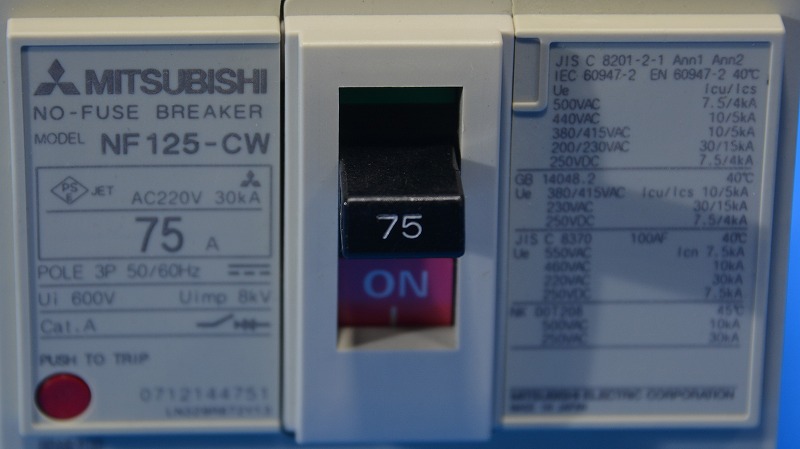 MITSUBISHI
NO-FUSE BREAKER
MODEL NF125-CW
PS E JET AC220V 30kA
75 A
POLE 3P 50/60Hz
Ui 600V Uimp 8kV
Cat.A
PUSH TO TRIP
0712144751
75
ON
JIS C 8201-2-1 Ann1 Ann2
IEC 60947-2 EN 60947-2 40℃
Ue Icu/Ics
500VAC 7.5/4kA
440VAC 10/5kA
380/415VAC 10/5kA
200/230VAC 30/15kA
250VDC 7.5/4kA
GB 14048.2 40℃
Ue 380/415VAC Icu/Ics 10/5kA
230VAC 30/15kA
250VDC 7.5/4kA
JIS C 8370 100AF 40℃
Ue 550VAC Icn 7.5kA
460VAC 10kA
220VAC 30kA
250VDC 7.5kA
NK 00T208 45℃
500VAC 10kA
250VAC 30kA
MITSUBISHI ELECTRIC CORPORATION
MADE IN JAPAN